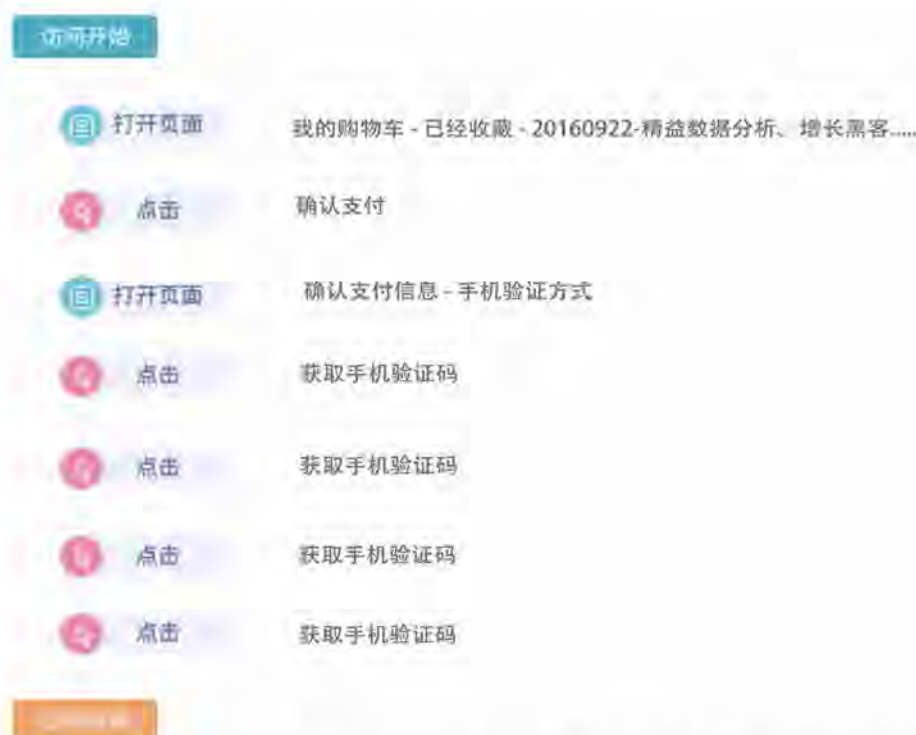 访问开始
打开页面 我的购物车 - 已经收藏 - 20160922-精益数据分析、增长黑客.....
点击 确认支付
打开页面 确认支付信息 - 手机验证方式
点击 获取手机验证码
点击 获取手机验证码
点击 获取手机验证码
点击 获取手机验证码